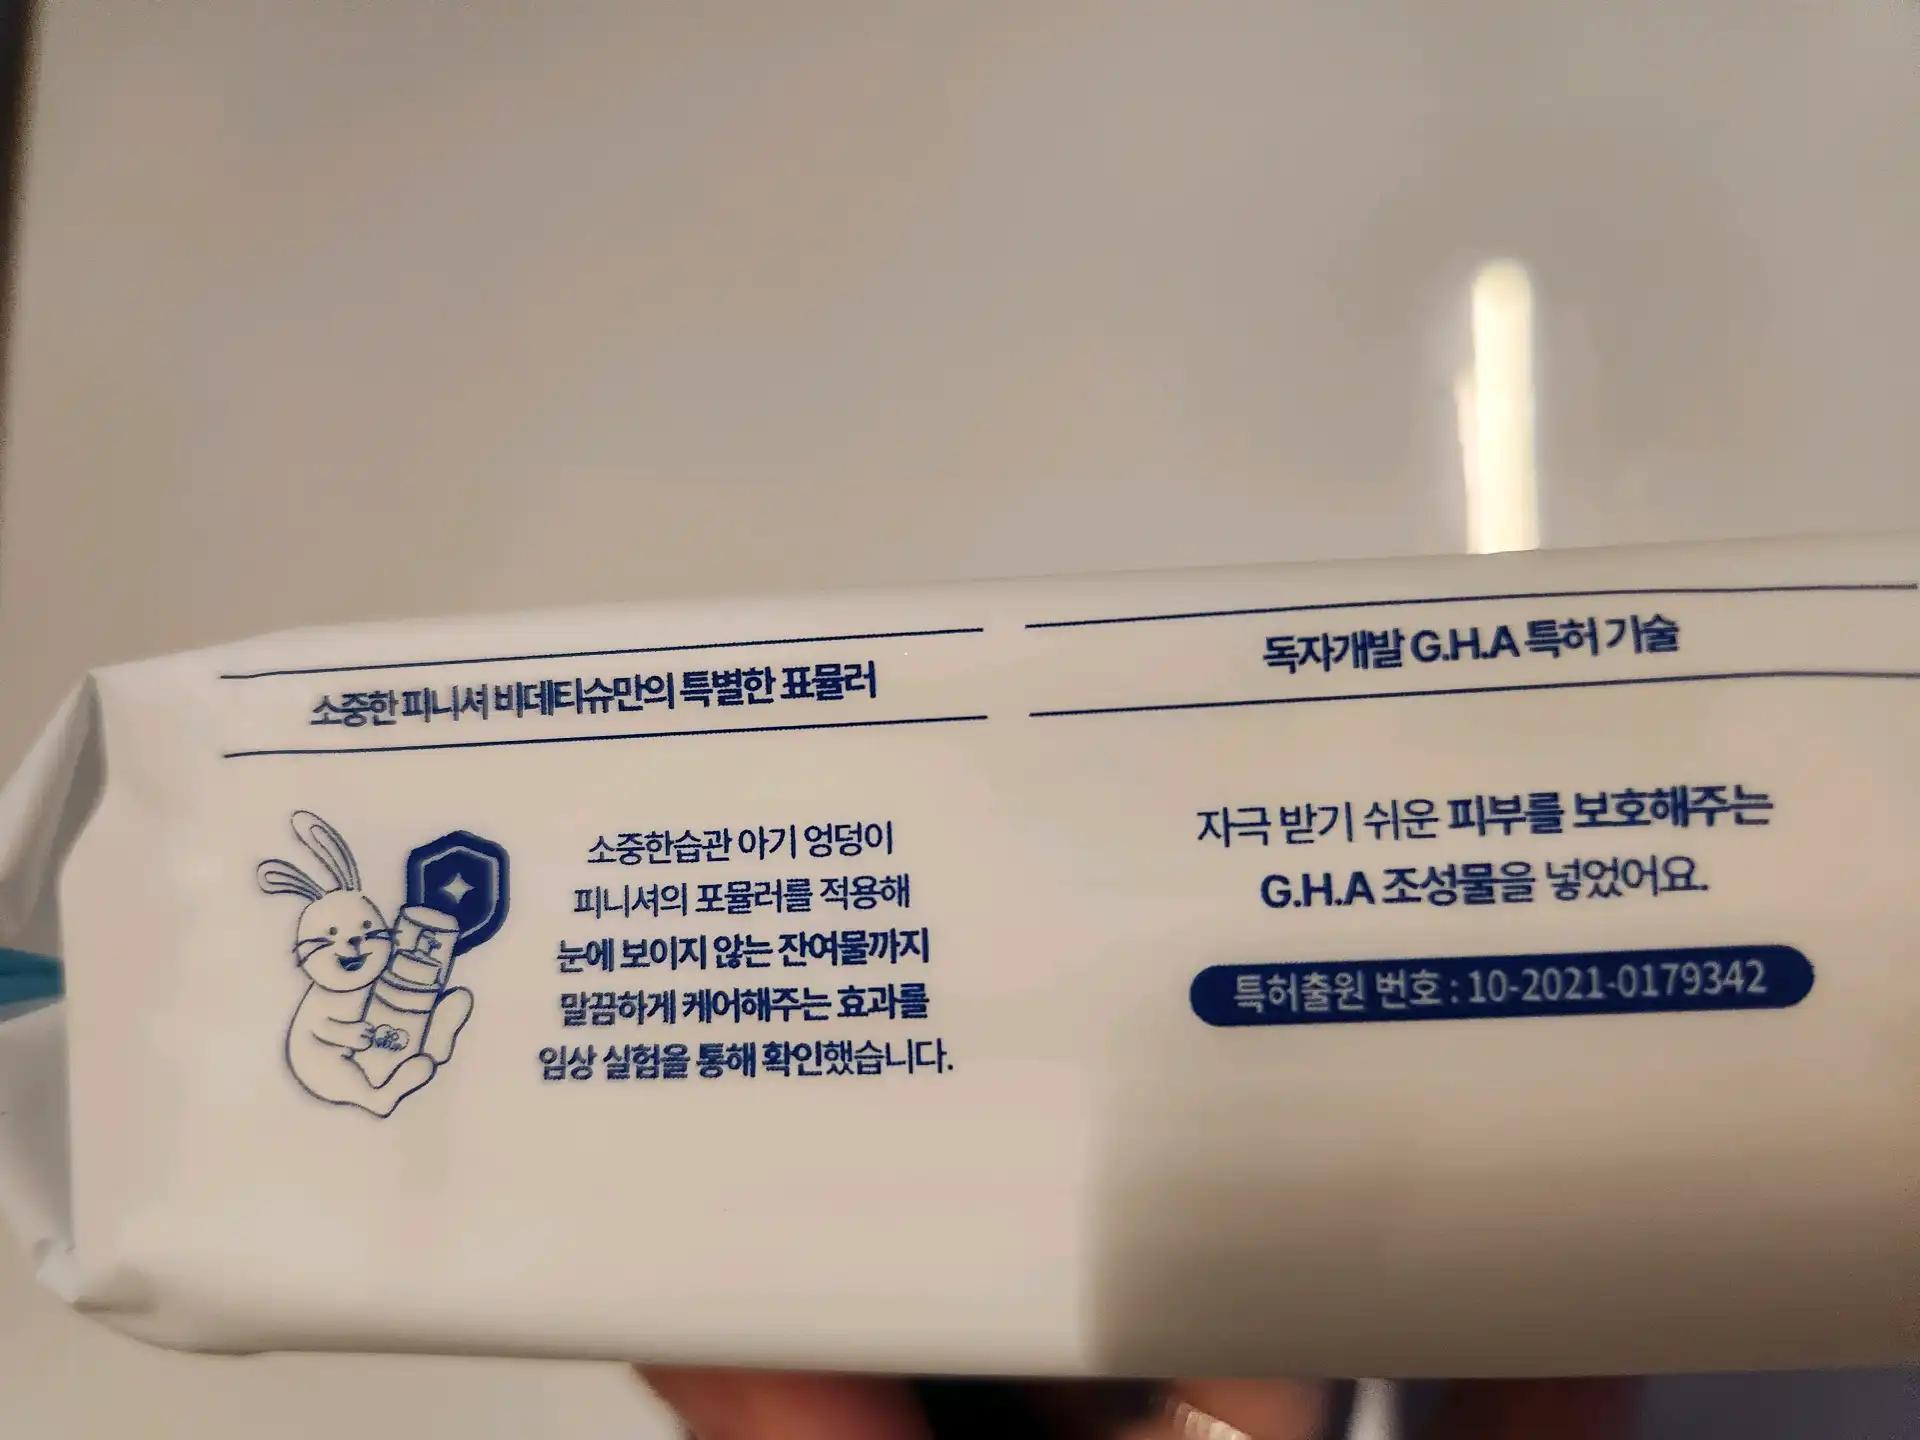 소중한 피니셔 비데티슈만의 특별한 표뮬러
소중한습관 아기 엉덩이
피니셔의 포뮬러를 적용해
눈에 보이지 않는 잔여물까지
말끔하게 케어해주는 효과를
임상 실험을 통해 확인했습니다.
독자개발 G.H.A 특허 기술
자극 받기 쉬운 피부를 보호해주는
G.H.A 조성물을 넣었어요.
특허출원 번호 : 10-2021-0179342